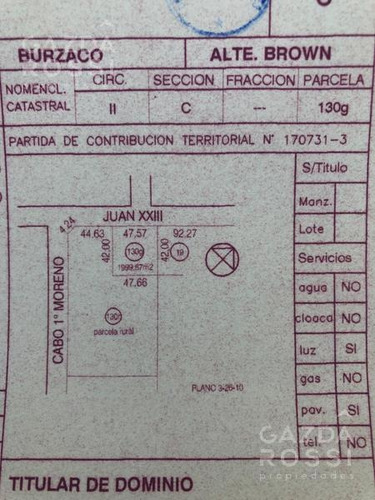 BURZACO
ALTE. BROWN
NOMENCL. CATASTRAL
CIRC.
SECCION
FRACCION
PARCELA
II
C
---
130g
PARTIDA DE CONTRIBUCION TERRITORIAL Nº 170731-3
S/Titulo
Manz.
Lote
Servicios
agua NO
cloaca NO
luz SI
gas NO
pav. SI
tél. NO
JUAN XXIII
4.24
44.63
47.57
92.27
42.00
130g
42.00
19
1999,67m2
47.66
CABO 1º MORENO
parcela rural
PLANO 3-26-10
TITULAR DE DOMINIO
GAZDA ROSSI
propiedades